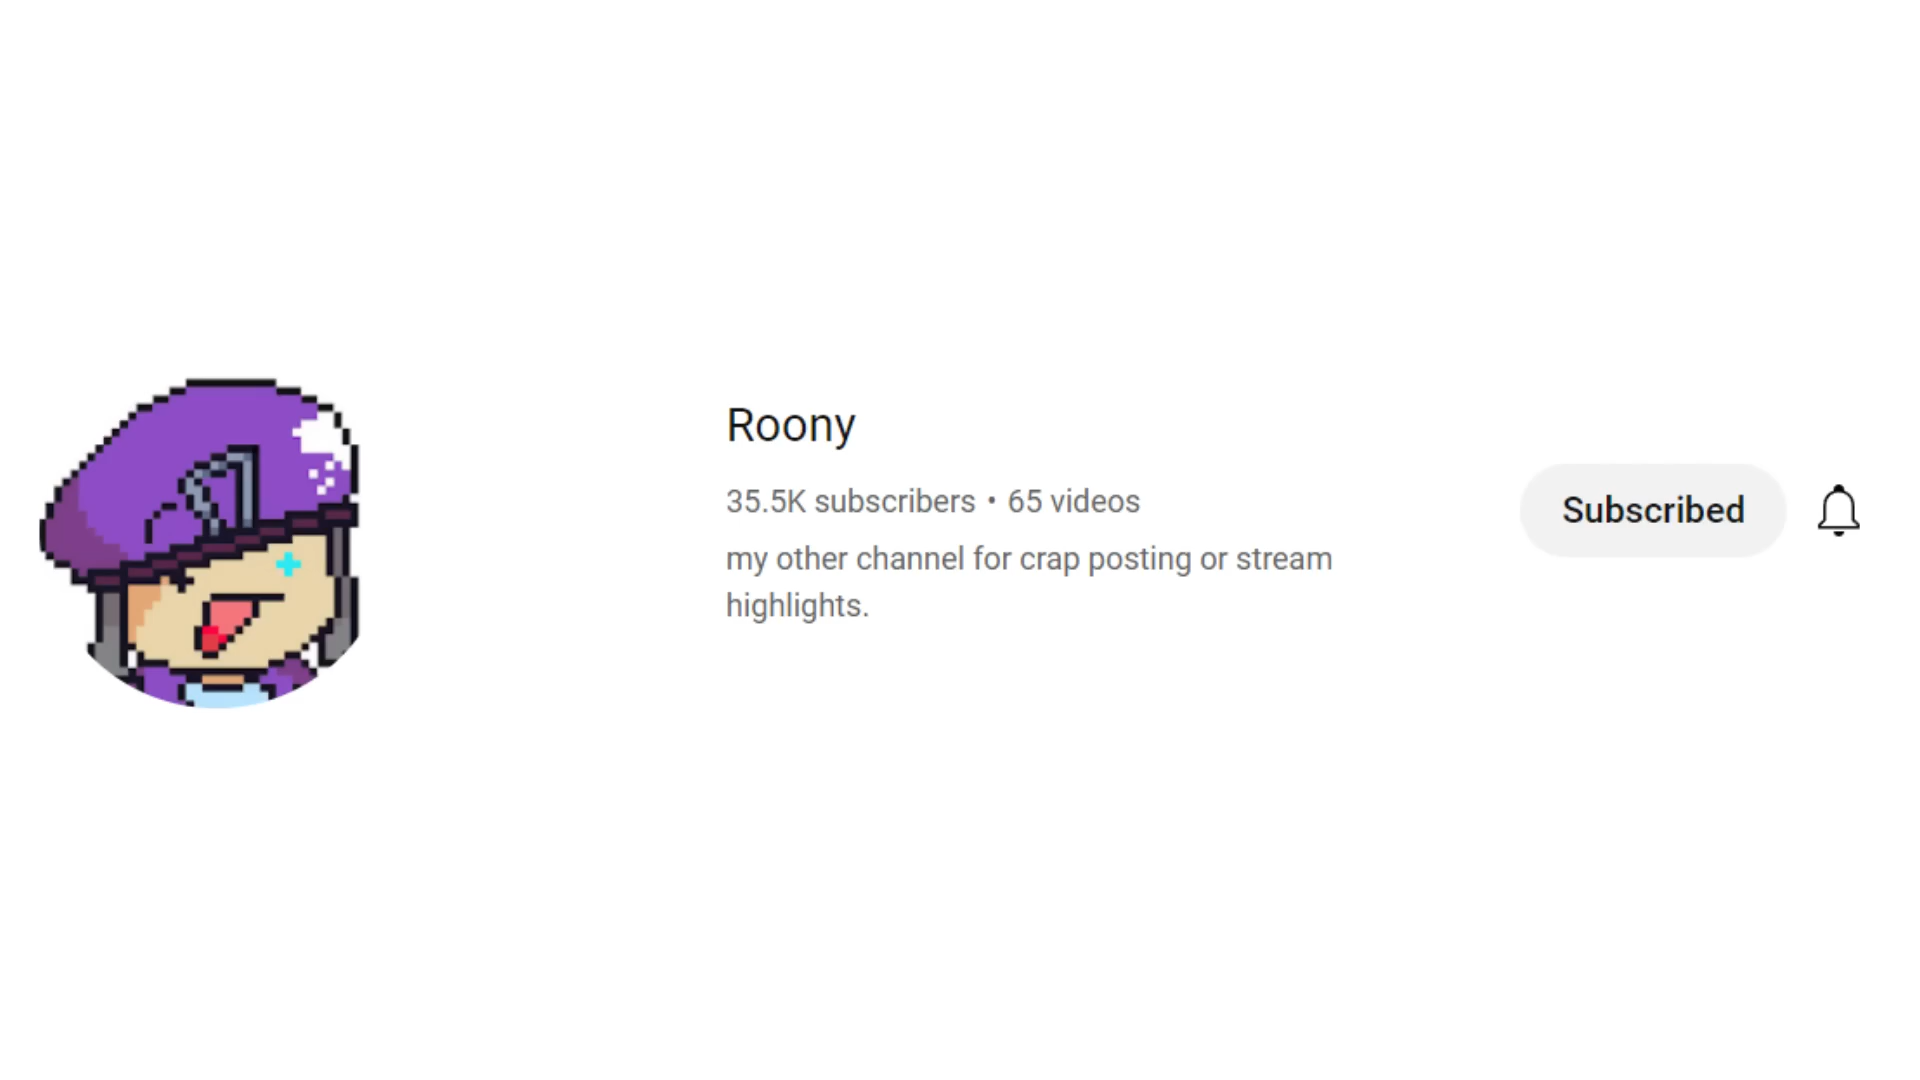 Roony
35.5K subscribers • 65 videos
my other channel for crap posting or stream
highlights.
Subscribed